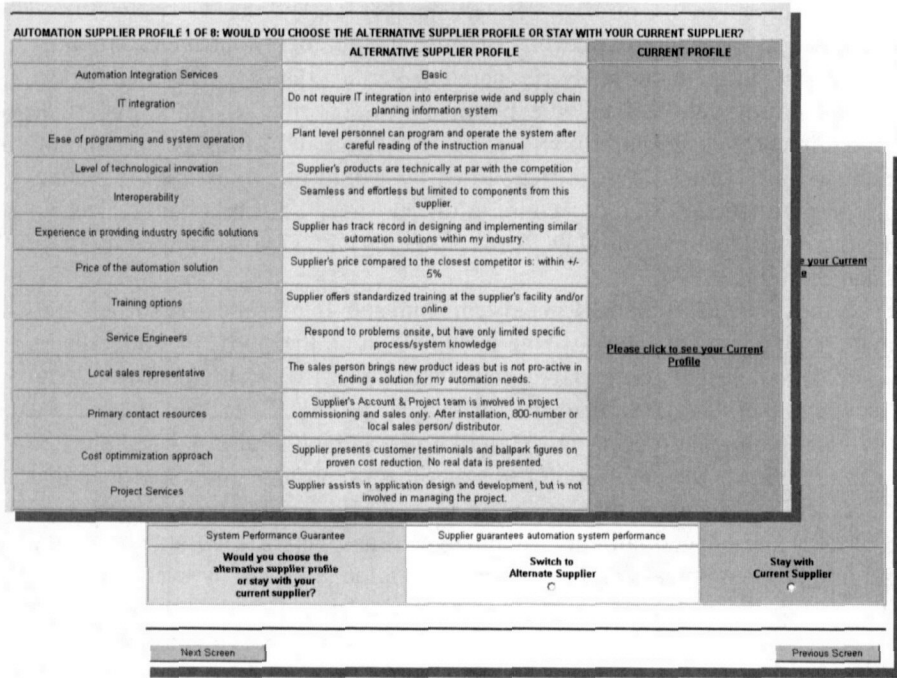 AUTOMATION SUPPLIER PROFILE 1 OF 8: WOULD YOU CHOOSE THE ALTERNATIVE SUPPLIER PROFILE OR STAY WITH YOUR CURRENT SUPPLIER?
ALTERNATIVE SUPPLIER PROFILE
CURRENT PROFILE
Automation Integration Services
Basic
IT integration
Do not require IT integration into enterprise wide and supply chain
planning information system
Ease of programming and system operation
Plant level personnel can program and operate the system after
careful reading of the instruction manual
Level of technological innovation
Supplier's products are technically at par with the competition
Interoperability
Seamless and effortless but limited to components from this
supplier.
Experience in providing industry specific solutions
Supplier has track record in designing and implementing similar
automation solutions within my industry.
Price of the automation solution
Supplier's price compared to the closest competitor is: within +/-
5%
Training options
Supplier offers standardized training at the supplier's facility and/or
online
Service Engineers
Respond to problems onsite, but have only limited specific
process/system knowledge
Please click to see your Current
Profile
your Current
Local sales representative
The sales person brings new product ideas but is not pro-active in
finding a solution for my automation needs.
Primary contact resources
Supplier's Account & Project team is involved in project
commissioning and sales only. After installation, 800-number or
local sales person/ distributor.
Cost optimmization approach
Supplier presents customer testimonials and ballpark figures on
proven cost reduction. No real data is presented.
Project Services
Supplier assists in application design and development, but is not
involved in managing the project.
System Performance Guarantee
Supplier guarantees automation system performance
Would you choose the
alternative supplier profile
or stay with your
current supplier?
Switch to
Alternate Supplier
Stay with
Current Supplier
Next Screen
Previous Screen